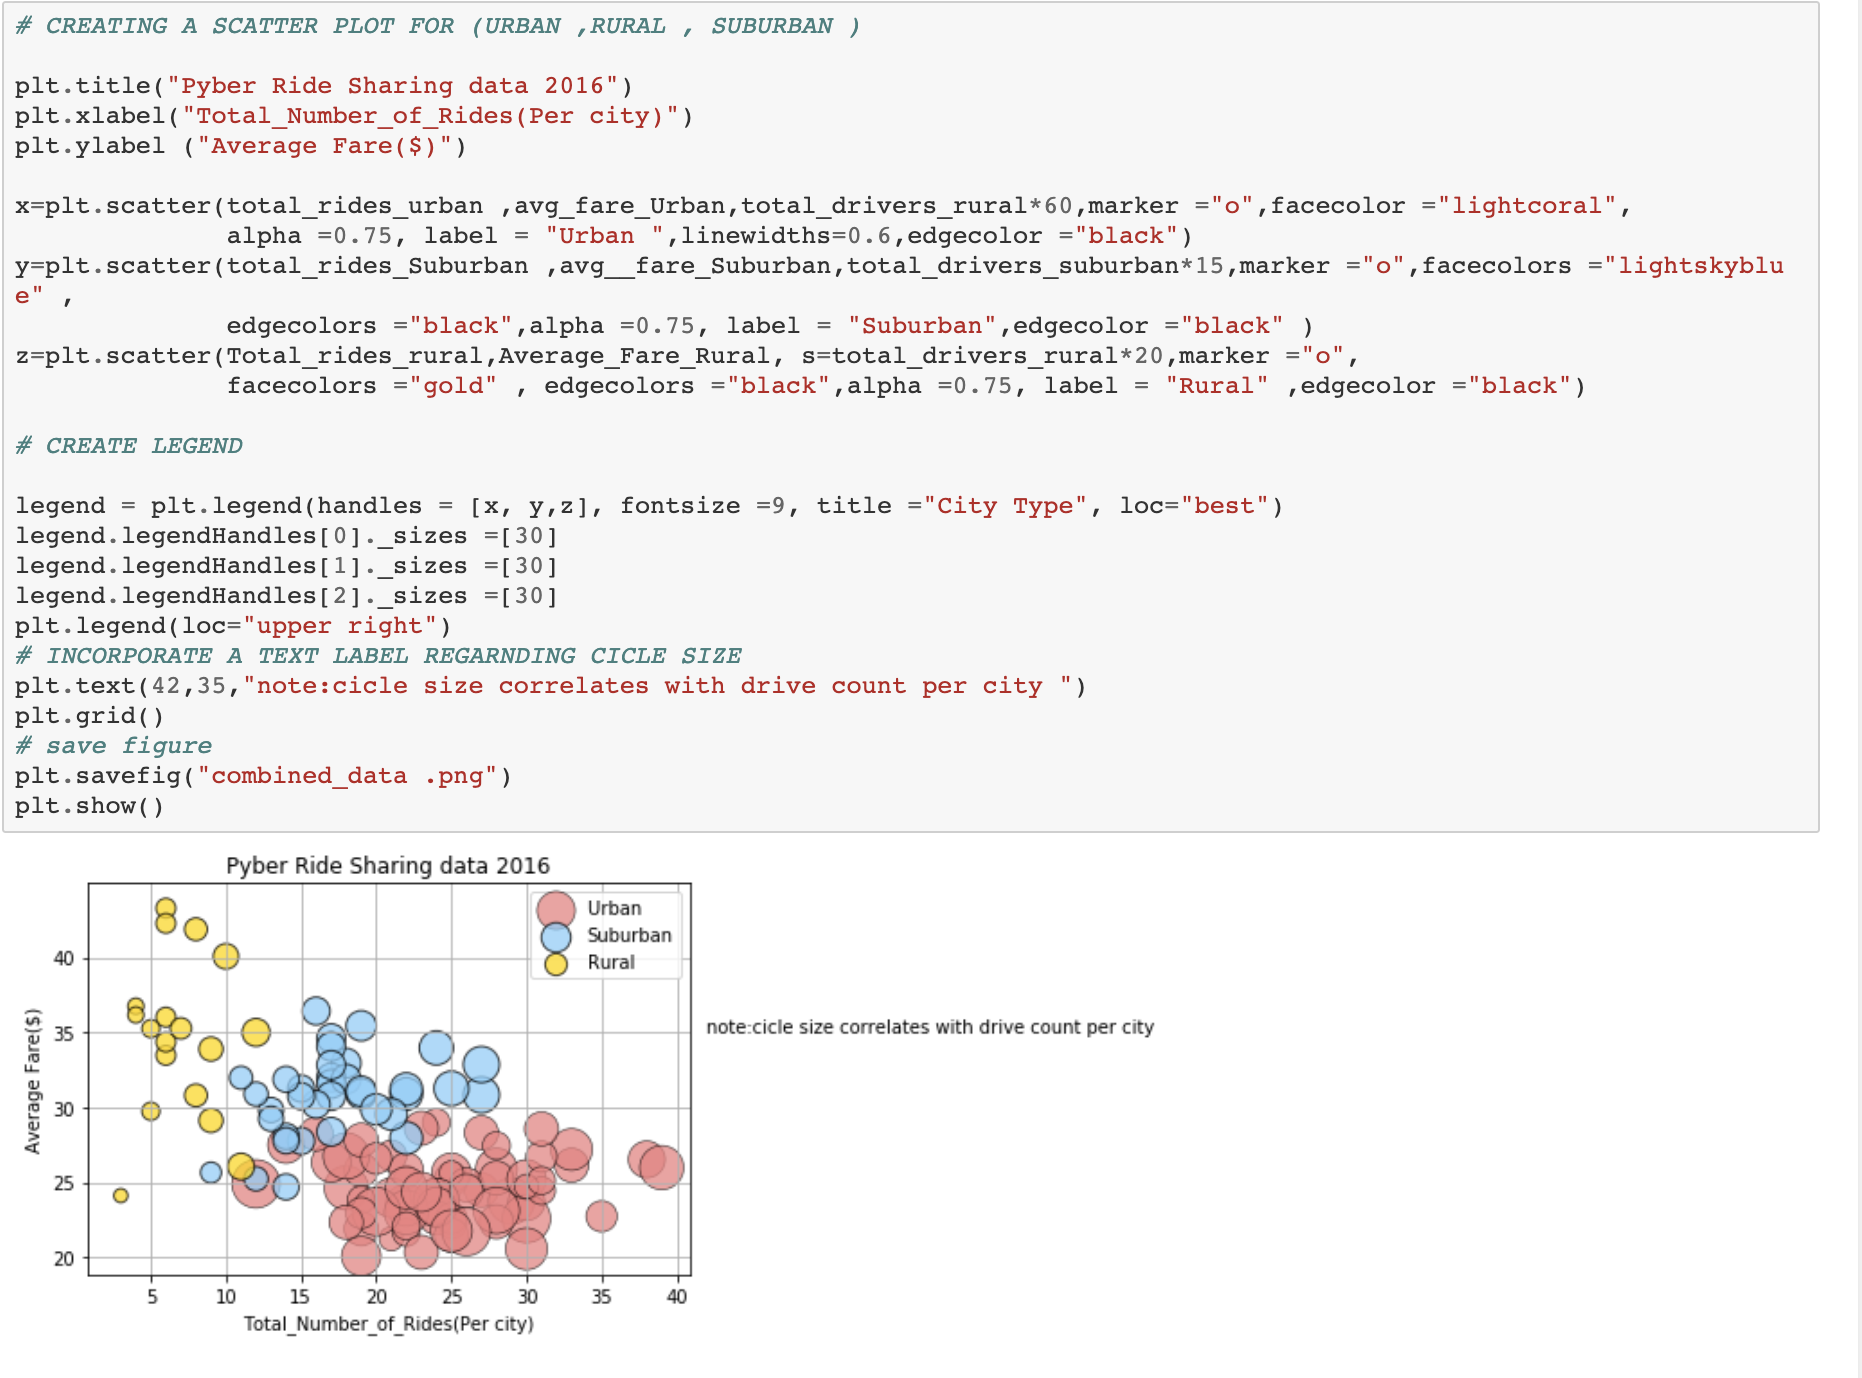 # CREATING A SCATTER PLOT FOR (URBAN ,RURAL , SUBURBAN )
plt.title("Pyber Ride Sharing data 2016")
plt.xlabel("Total_Number_of_Rides(Per city)")
plt.ylabel ("Average Fare($)")
x=plt.scatter(total_rides_urban ,avg_fare_Urban,total_drivers_rural*60,marker ="o",facecolor ="lightcoral",
alpha =0.75, label = "Urban ",linewidths=0.6,edgecolor ="black")
y=plt.scatter(total_rides_Suburban ,avg__fare_Suburban,total_drivers_suburban*15,marker ="o",facecolors ="lightskyblu
e" ,
edgecolors ="black",alpha =0.75, label = "Suburban",edgecolor ="black" )
z=plt.scatter(Total_rides_rural,Average_Fare_Rural, s=total_drivers_rural*20,marker ="o",
facecolors ="gold" , edgecolors ="black",alpha =0.75, label = "Rural" ,edgecolor ="black")
# CREATE LEGEND
legend = plt.legend(handles = [x, y,z], fontsize =9, title ="City Type", loc="best")
legend.legendHandles[0]._sizes =[30]
legend.legendHandles[1]._sizes =[30]
legend.legendHandles[2]._sizes =[30]
plt.legend(loc="upper right")
# INCORPORATE A TEXT LABEL REGARNDING CICLE SIZE
plt.text(42,35,"note:cicle size correlates with drive count per city ")
plt.grid()
# save figure
plt.savefig("combined_data .png")
plt.show()
Pyber Ride Sharing data 2016
Urban
Suburban
Rural
40
35
30
25
20
Average Fare($)
note:cicle size correlates with drive count per city
5 10 15 20 25 30 35 40
Total_Number_of_Rides(Per city)